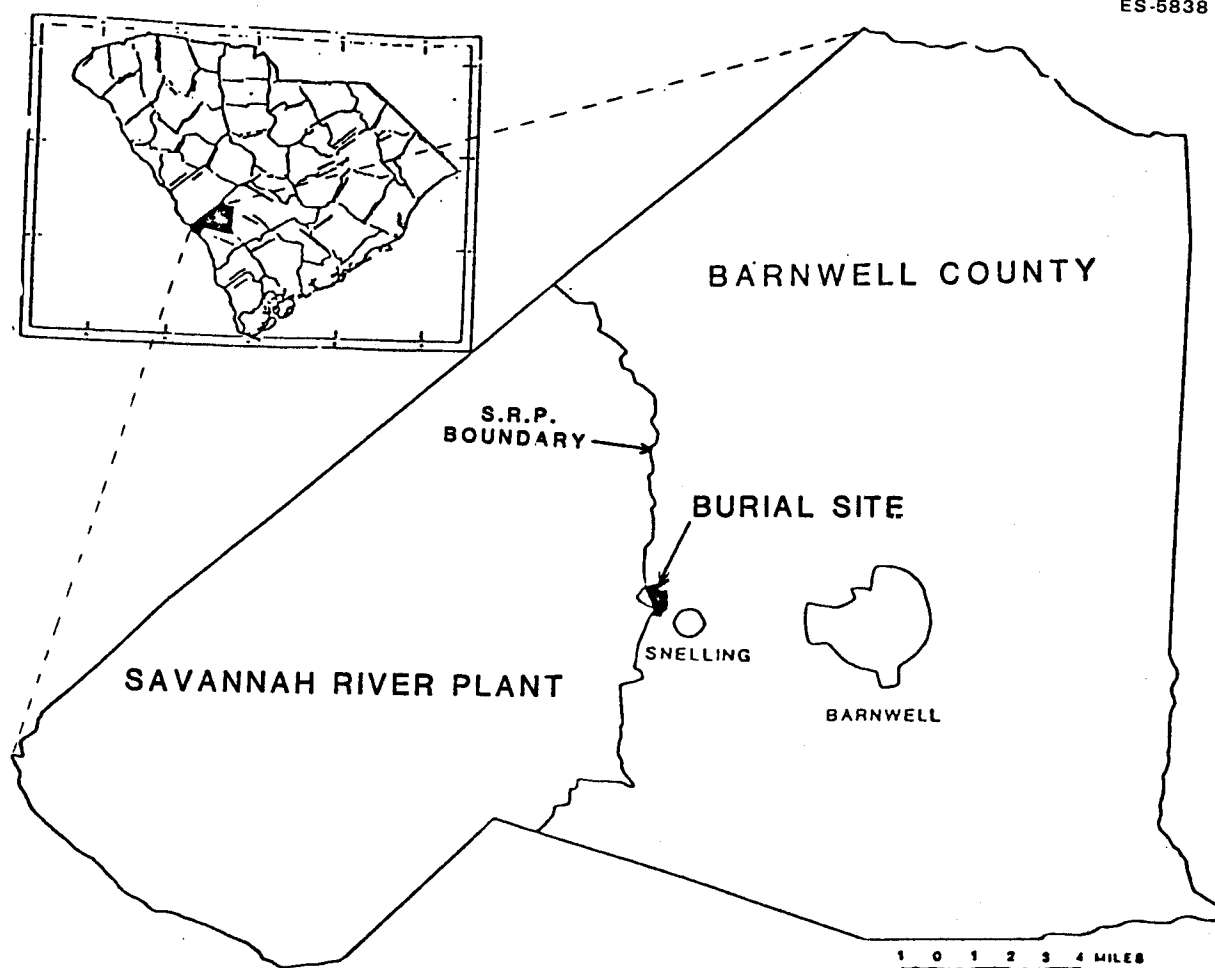 ES-5838
BARNWELL COUNTY
S.R.P.
BOUNDARY
BURIAL SITE
SNELLING
SAVANNAH RIVER PLANT
BARNWELL
1 0 1 2 3 4 MILES